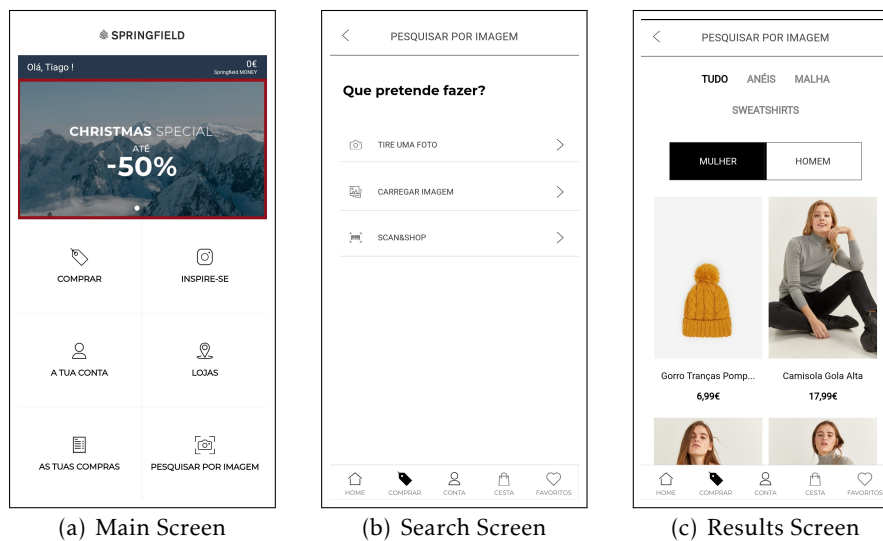 SPRINGFIELD
Olá, Tiago !
0€
Springfield MONEY
CHRISTMAS SPECIAL
ATÉ
-50%
COMPRAR
INSPIRE-SE
A TUA CONTA
LOJAS
AS TUAS COMPRAS
PESQUISAR POR IMAGEM
(a) Main Screen
PESQUISAR POR IMAGEM
Que pretende fazer?
TIRE UMA FOTO
CARREGAR IMAGEM
SCAN&SHOP
HOME COMPRAR CONTA CESTA FAVORITOS
(b) Search Screen
PESQUISAR POR IMAGEM
TUDO ANÉIS MALHA
SWEATSHIRTS
MULHER HOMEM
Gorro Tranças Pomp... Camisola Gola Alta
6,99€ 17,99€
HOME COMPRAR CONTA CESTA FAVORITOS
(c) Results Screen